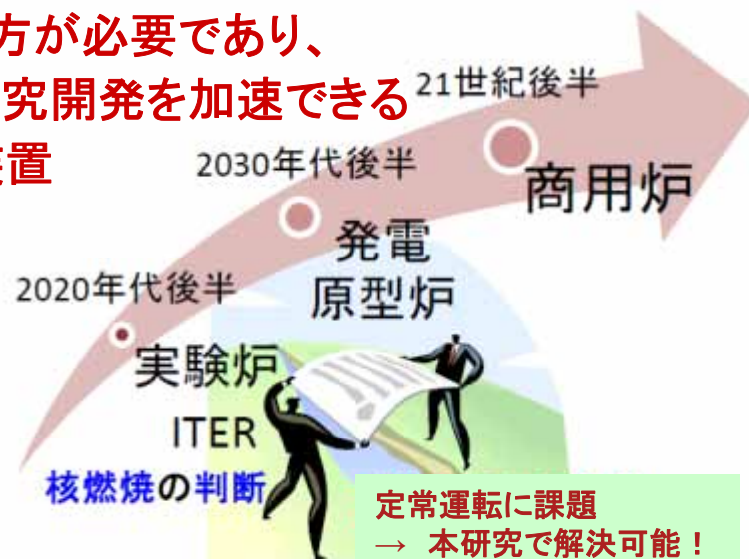 方が必要であり、
究開発を加速できる
装置
21世紀後半
商用炉
2030年代後半
発電
原型炉
2020年代後半
実験炉
ITER
核燃焼の判断
定常運転に課題
→ 本研究で解決可能!